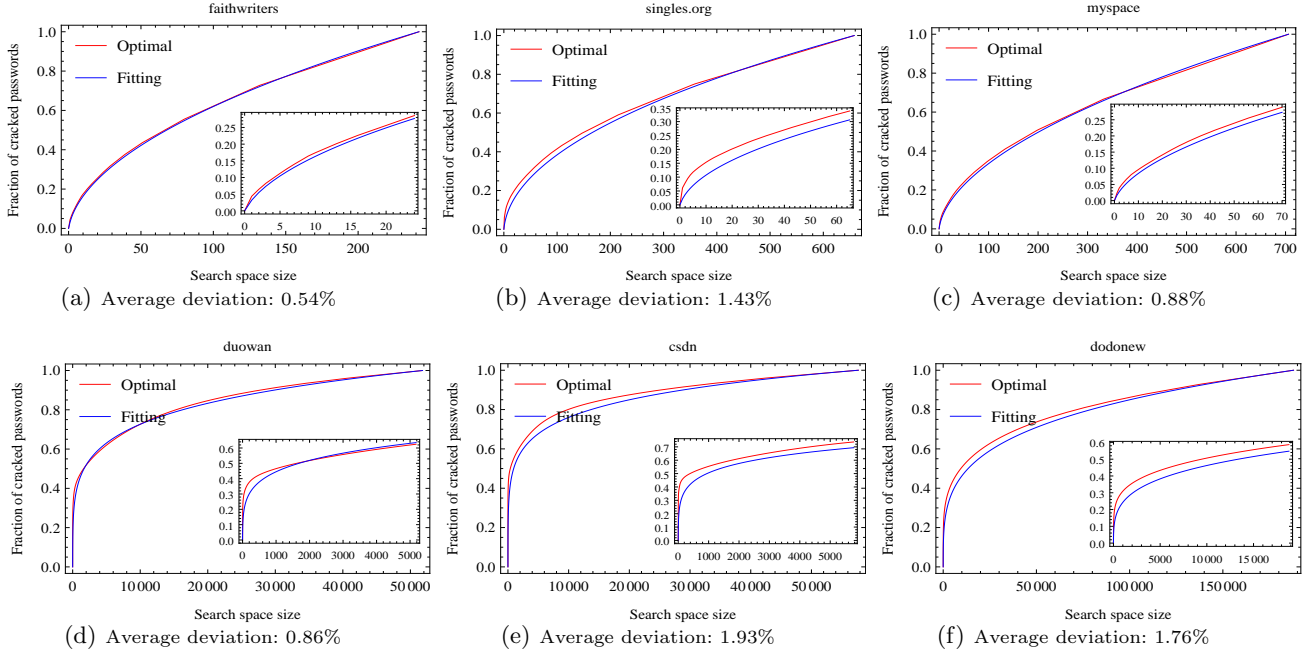 faithwriters
1.0
0.8
0.6
0.4
0.2
0.0
Fraction of cracked passwords
Optimal
Fitting
0.25
0.20
0.15
0.10
0.05
0.00
0 5 10 15 20
0 50 100 150 200
Search space size
(a) Average deviation: 0.54%
singles.org
1.0
0.8
0.6
0.4
0.2
0.0
Fraction of cracked passwords
Optimal
Fitting
0.35
0.30
0.25
0.20
0.15
0.10
0.05
0.00
0 10 20 30 40 50 60
0 100 200 300 400 500 600
Search space size
(b) Average deviation: 1.43%
myspace
1.0
0.8
0.6
0.4
0.2
0.0
Fraction of cracked passwords
Optimal
Fitting
0.25
0.20
0.15
0.10
0.05
0.00
0 10 20 30 40 50 60 70
0 100 200 300 400 500 600 700
Search space size
(c) Average deviation: 0.88%
duowan
1.0
0.8
0.6
0.4
0.2
0.0
Fraction of cracked passwords
Optimal
Fitting
0.6
0.5
0.4
0.3
0.2
0.1
0.0
0 1000 2000 3000 4000 5000
0 10000 20000 30000 40000 50000
Search space size
(d) Average deviation: 0.86%
csdn
1.0
0.8
0.6
0.4
0.2
0.0
Fraction of cracked passwords
Optimal
Fitting
0.7
0.6
0.5
0.4
0.3
0.2
0.1
0.0
0 1000 2000 3000 4000 5000
0 10000 20000 30000 40000 50000
Search space size
(e) Average deviation: 1.93%
dodonew
1.0
0.8
0.6
0.4
0.2
0.0
Fraction of cracked passwords
Optimal
Fitting
0.6
0.5
0.4
0.3
0.2
0.1
0.0
0 5000 10000 15000
0 50000 100000 150000
Search space size
(f) Average deviation: 1.76%